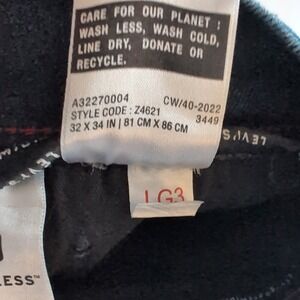 CARE FOR OUR PLANET :
WASH LESS, WASH COLD,
LINE DRY, DONATE OR
RECYCLE.
A32270004 CW/40-2022
STYLE CODE : Z4621 3449
32 X 34 IN | 81 CM X 86 CM
LEVI'S
LG3
LESS™